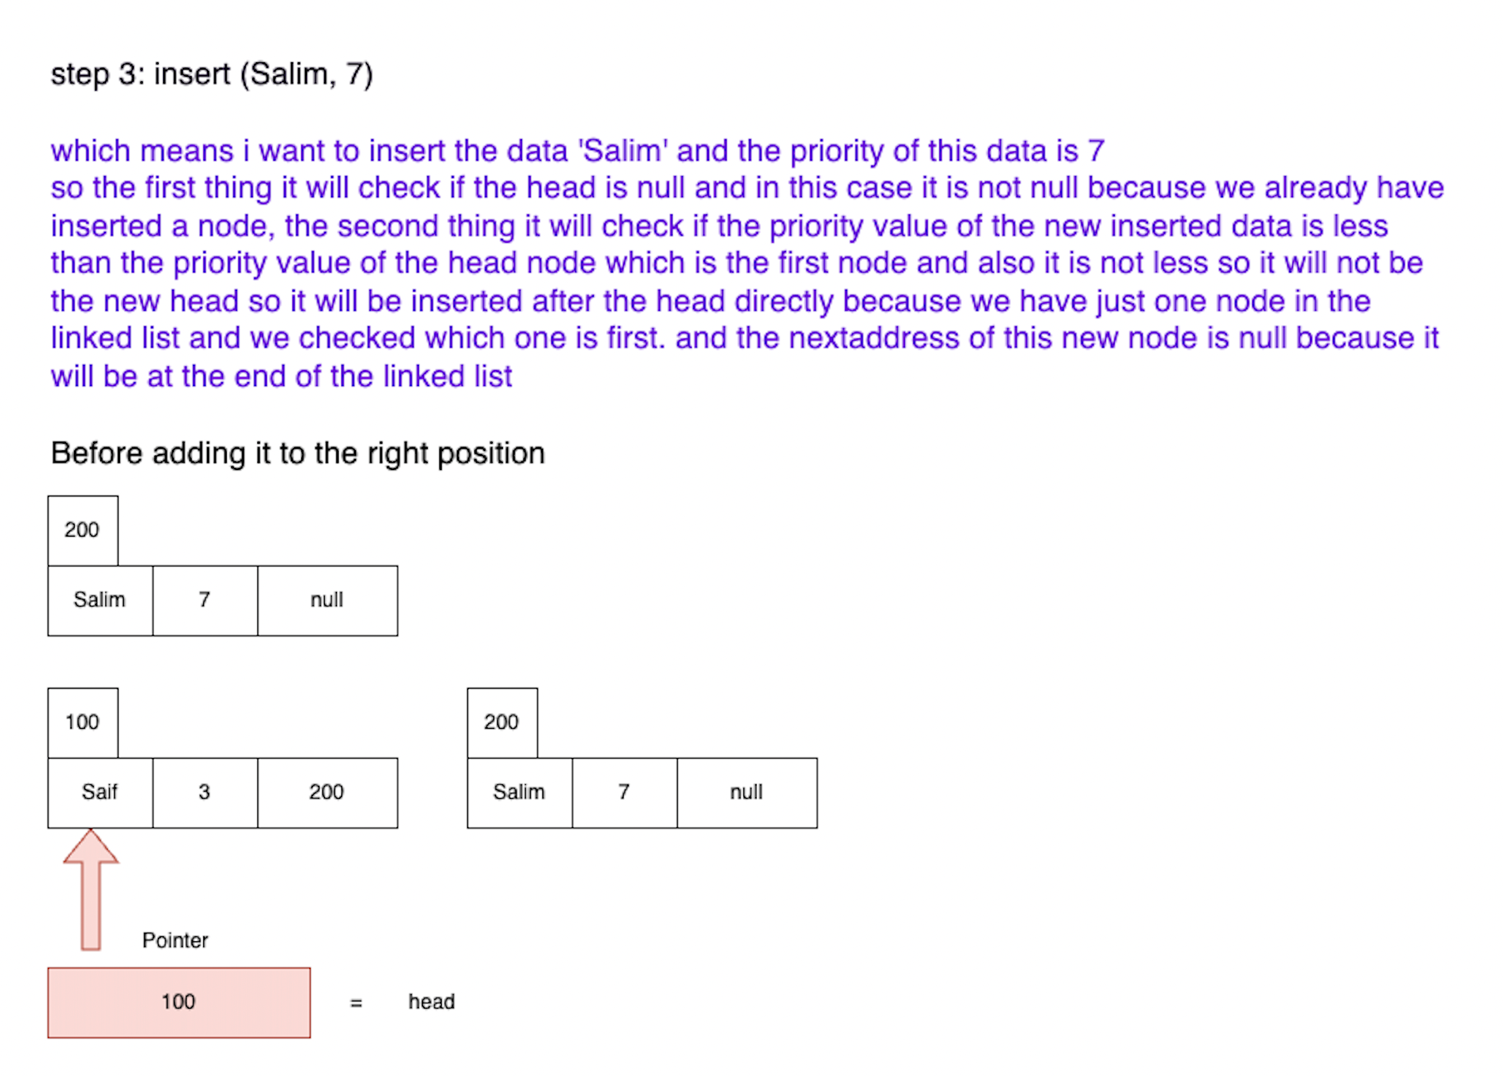 step 3: insert (Salim, 7)
which means i want to insert the data 'Salim' and the priority of this data is 7
so the first thing it will check if the head is null and in this case it is not null because we already have
inserted a node, the second thing it will check if the priority value of the new inserted data is less
than the priority value of the head node which is the first node and also it is not less so it will not be
the new head so it will be inserted after the head directly because we have just one node in the
linked list and we checked which one is first. and the nextaddress of this new node is null because it
will be at the end of the linked list
Before adding it to the right position
200
Salim 7 null
100 200
Saif 3 200 Salim 7 null
Pointer
100 = head